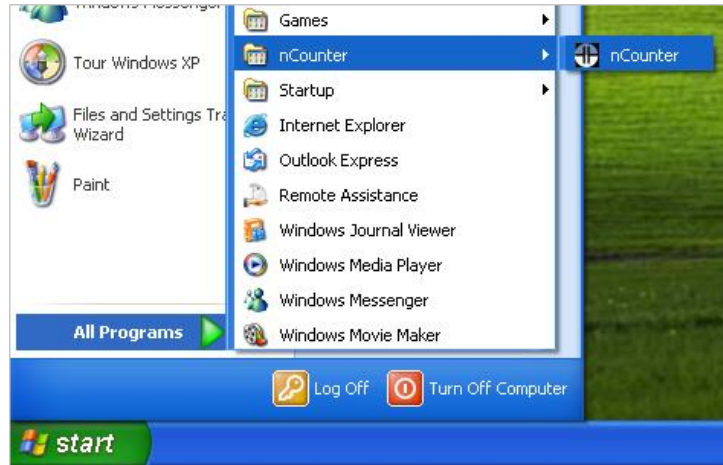 Windows Messenger
Tour Windows XP
Files and Settings Tra
Wizard
Paint
All Programs
Games
nCounter
Startup
Internet Explorer
Outlook Express
Remote Assistance
Windows Journal Viewer
Windows Media Player
Windows Messenger
Windows Movie Maker
nCounter
Log Off
Turn Off Computer
start